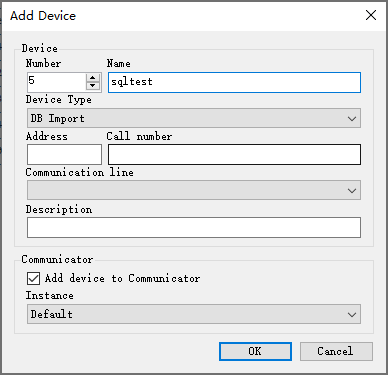 Add Device
Device
Number Name
5 sqltest
Device Type
DB Import
Address Call number
Communication line
Description
Communicator
Add device to Communicator
Instance
Default
OK Cancel